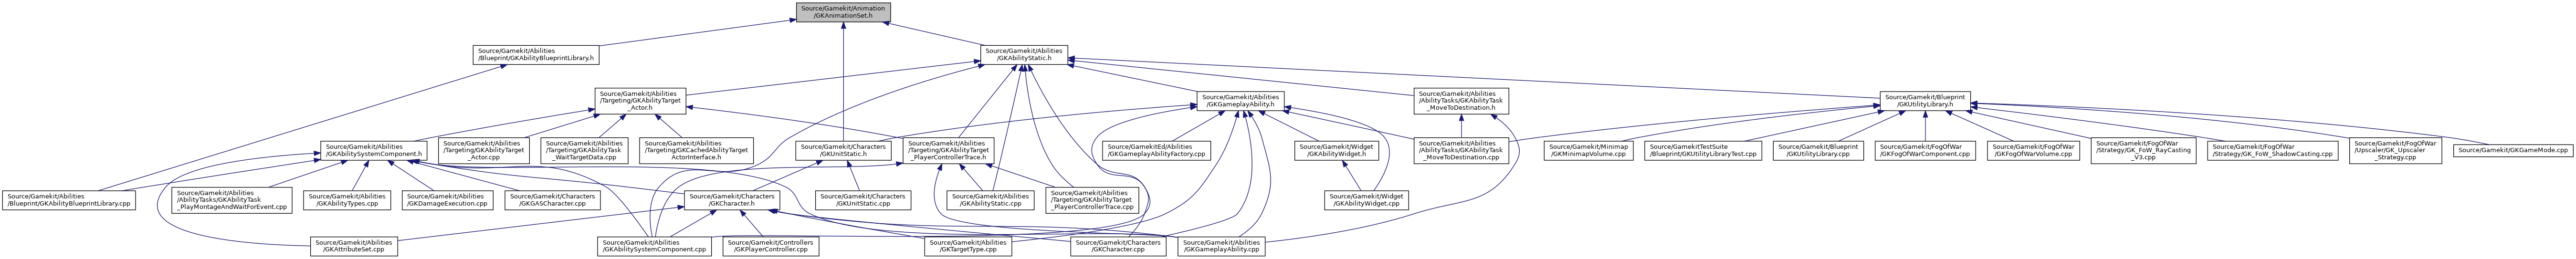 Source/Gamekit/Animation
/GKAnimationSet.h
Source/Gamekit/Abilities
/Blueprint/GKAbilityBlueprintLibrary.h
Source/Gamekit/Abilities
/GKAbilityStatic.h
Source/Gamekit/Abilities
/Targeting/GKAbilityTarget
_Actor.h
Source/Gamekit/Abilities
/GKGameplayAbility.h
Source/Gamekit/Abilities
/AbilityTasks/GKAbilityTask
_MoveToDestination.h
Source/Gamekit/Blueprint
/GKUtilityLibrary.h
Source/Gamekit/Abilities
/GKAbilitySystemComponent.h
Source/Gamekit/Abilities
/Targeting/GKAbilityTarget
_Actor.cpp
Source/Gamekit/Abilities
/Targeting/GKAbilityTask
_WaitTargetData.cpp
Source/Gamekit/Abilities
/Targeting/GKCachedAbilityTarget
ActorInterface.h
Source/Gamekit/Characters
/GKUnitStatic.h
Source/Gamekit/Abilities
/Targeting/GKAbilityTarget
_PlayerControllerTrace.h
Source/GamekitEd/Abilities
/GKGameplayAbilityFactory.cpp
Source/Gamekit/Widget
/GKAbilityWidget.h
Source/Gamekit/Abilities
/AbilityTasks/GKAbilityTask
_MoveToDestination.cpp
Source/Gamekit/Minimap
/GKMinimapVolume.cpp
Source/GamekitTestSuite
/Blueprint/GKUtilityLibraryTest.cpp
Source/Gamekit/Blueprint
/GKUtilityLibrary.cpp
Source/Gamekit/FogOfWar
/GKFogOfWarComponent.cpp
Source/Gamekit/FogOfWar
/GKFogOfWarVolume.cpp
Source/Gamekit/FogOfWar
/Strategy/GK_FoW_RayCasting
_V3.cpp
Source/Gamekit/FogOfWar
/Strategy/GK_FoW_ShadowCasting.cpp
Source/Gamekit/FogOfWar
/Upscaler/GK_Upscaler
_Strategy.cpp
Source/Gamekit/GKGameMode.cpp
Source/Gamekit/Abilities
/Blueprint/GKAbilityBlueprintLibrary.cpp
Source/Gamekit/Abilities
/AbilityTasks/GKAbilityTask
_PlayMontageAndWaitForEvent.cpp
Source/Gamekit/Abilities
/GKAbilityTypes.cpp
Source/Gamekit/Abilities
/GKDamageExecution.cpp
Source/Gamekit/Characters
/GKGASCharacter.cpp
Source/Gamekit/Characters
/GKCharacter.h
Source/Gamekit/Characters
/GKUnitStatic.cpp
Source/Gamekit/Abilities
/GKAbilityStatic.cpp
Source/Gamekit/Abilities
/Targeting/GKAbilityTarget
_PlayerControllerTrace.cpp
Source/Gamekit/Widget
/GKAbilityWidget.cpp
Source/Gamekit/Abilities
/GKAttributeSet.cpp
Source/Gamekit/Abilities
/GKAbilitySystemComponent.cpp
Source/Gamekit/Controllers
/GKPlayerController.cpp
Source/Gamekit/Abilities
/GKTargetType.cpp
Source/Gamekit/Characters
/GKCharacter.cpp
Source/Gamekit/Abilities
/GKGameplayAbility.cpp